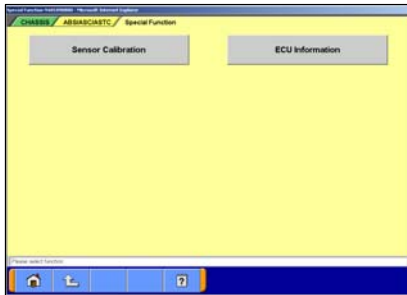 CHASSIS ABS/ASC/ASTC Special Function
Sensor Calibration ECU Information
Please select function
?